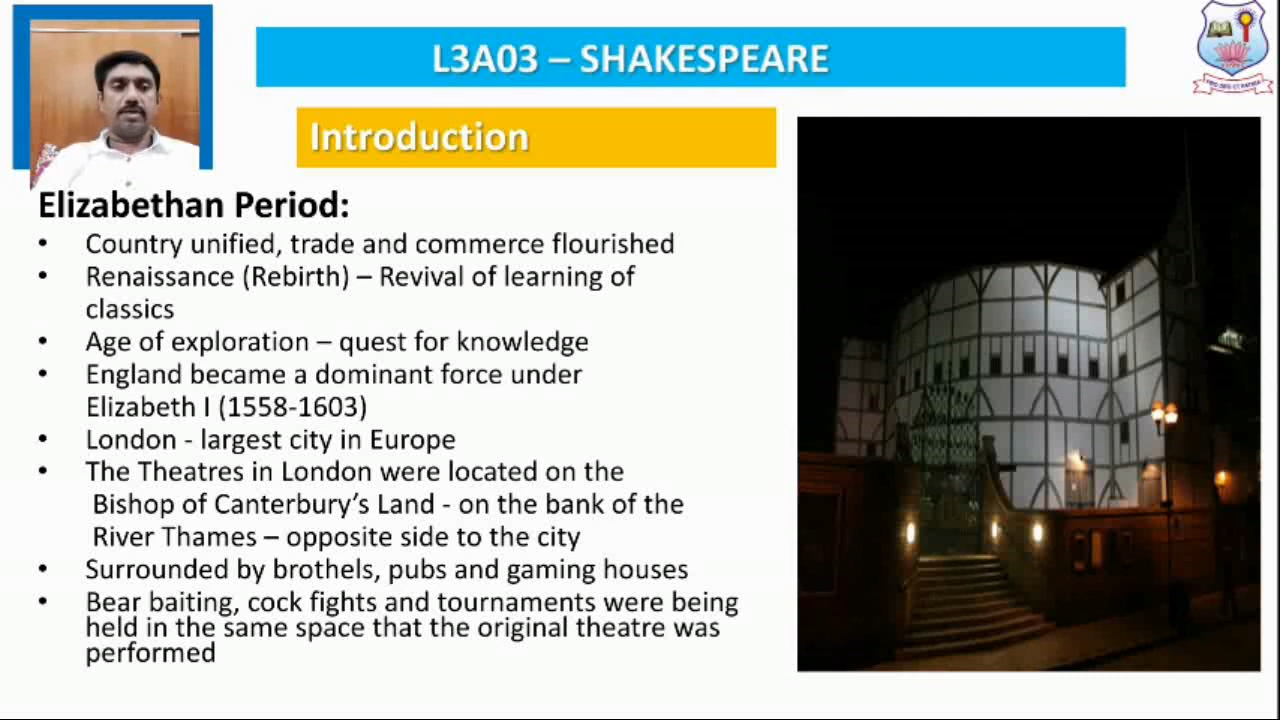 L3A03 – SHAKESPEARE
Introduction
Elizabethan Period:
• Country unified, trade and commerce flourished
• Renaissance (Rebirth) – Revival of learning of
classics
• Age of exploration – quest for knowledge
• England became a dominant force under
Elizabeth I (1558-1603)
• London - largest city in Europe
• The Theatres in London were located on the
Bishop of Canterbury’s Land - on the bank of the
River Thames – opposite side to the city
• Surrounded by brothels, pubs and gaming houses
• Bear baiting, cock fights and tournaments were being
held in the same space that the original theatre was
performed